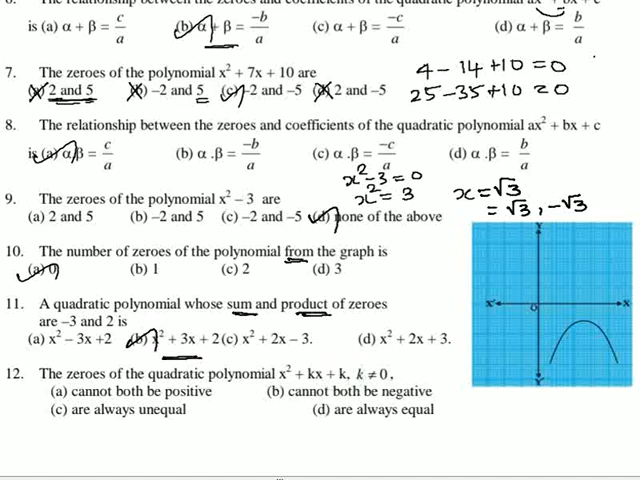 is (a) α + β = c/a (b) α + β = −b/a (c) α + β = −c/a (d) α + β = b/a
7. The zeroes of the polynomial x² + 7x + 10 are
4 − 14 + 10 = 0
(a) 2 and 5 (b) –2 and 5 (c) –2 and –5 (d) 2 and –5
25 − 35 + 10 = 0
8. The relationship between the zeroes and coefficients of the quadratic polynomial ax² + bx + c
is (a) α.β = c/a (b) α .β = −b/a (c) α .β = −c/a (d) α .β = b/a
x² − 3 = 0
x² = 3
x = √3
= √3, −√3
9. The zeroes of the polynomial x² – 3 are
(a) 2 and 5 (b) –2 and 5 (c) –2 and –5 (d) none of the above
10. The number of zeroes of the polynomial from the graph is
(a) 0 (b) 1 (c) 2 (d) 3
11. A quadratic polynomial whose sum and product of zeroes
are –3 and 2 is
(a) x² – 3x +2 (b) x² + 3x + 2 (c) x² + 2x – 3. (d) x² + 2x + 3.
12. The zeroes of the quadratic polynomial x² + kx + k, k ≠ 0,
(a) cannot both be positive (b) cannot both be negative
(c) are always unequal (d) are always equal
Y
X' O X
Y'